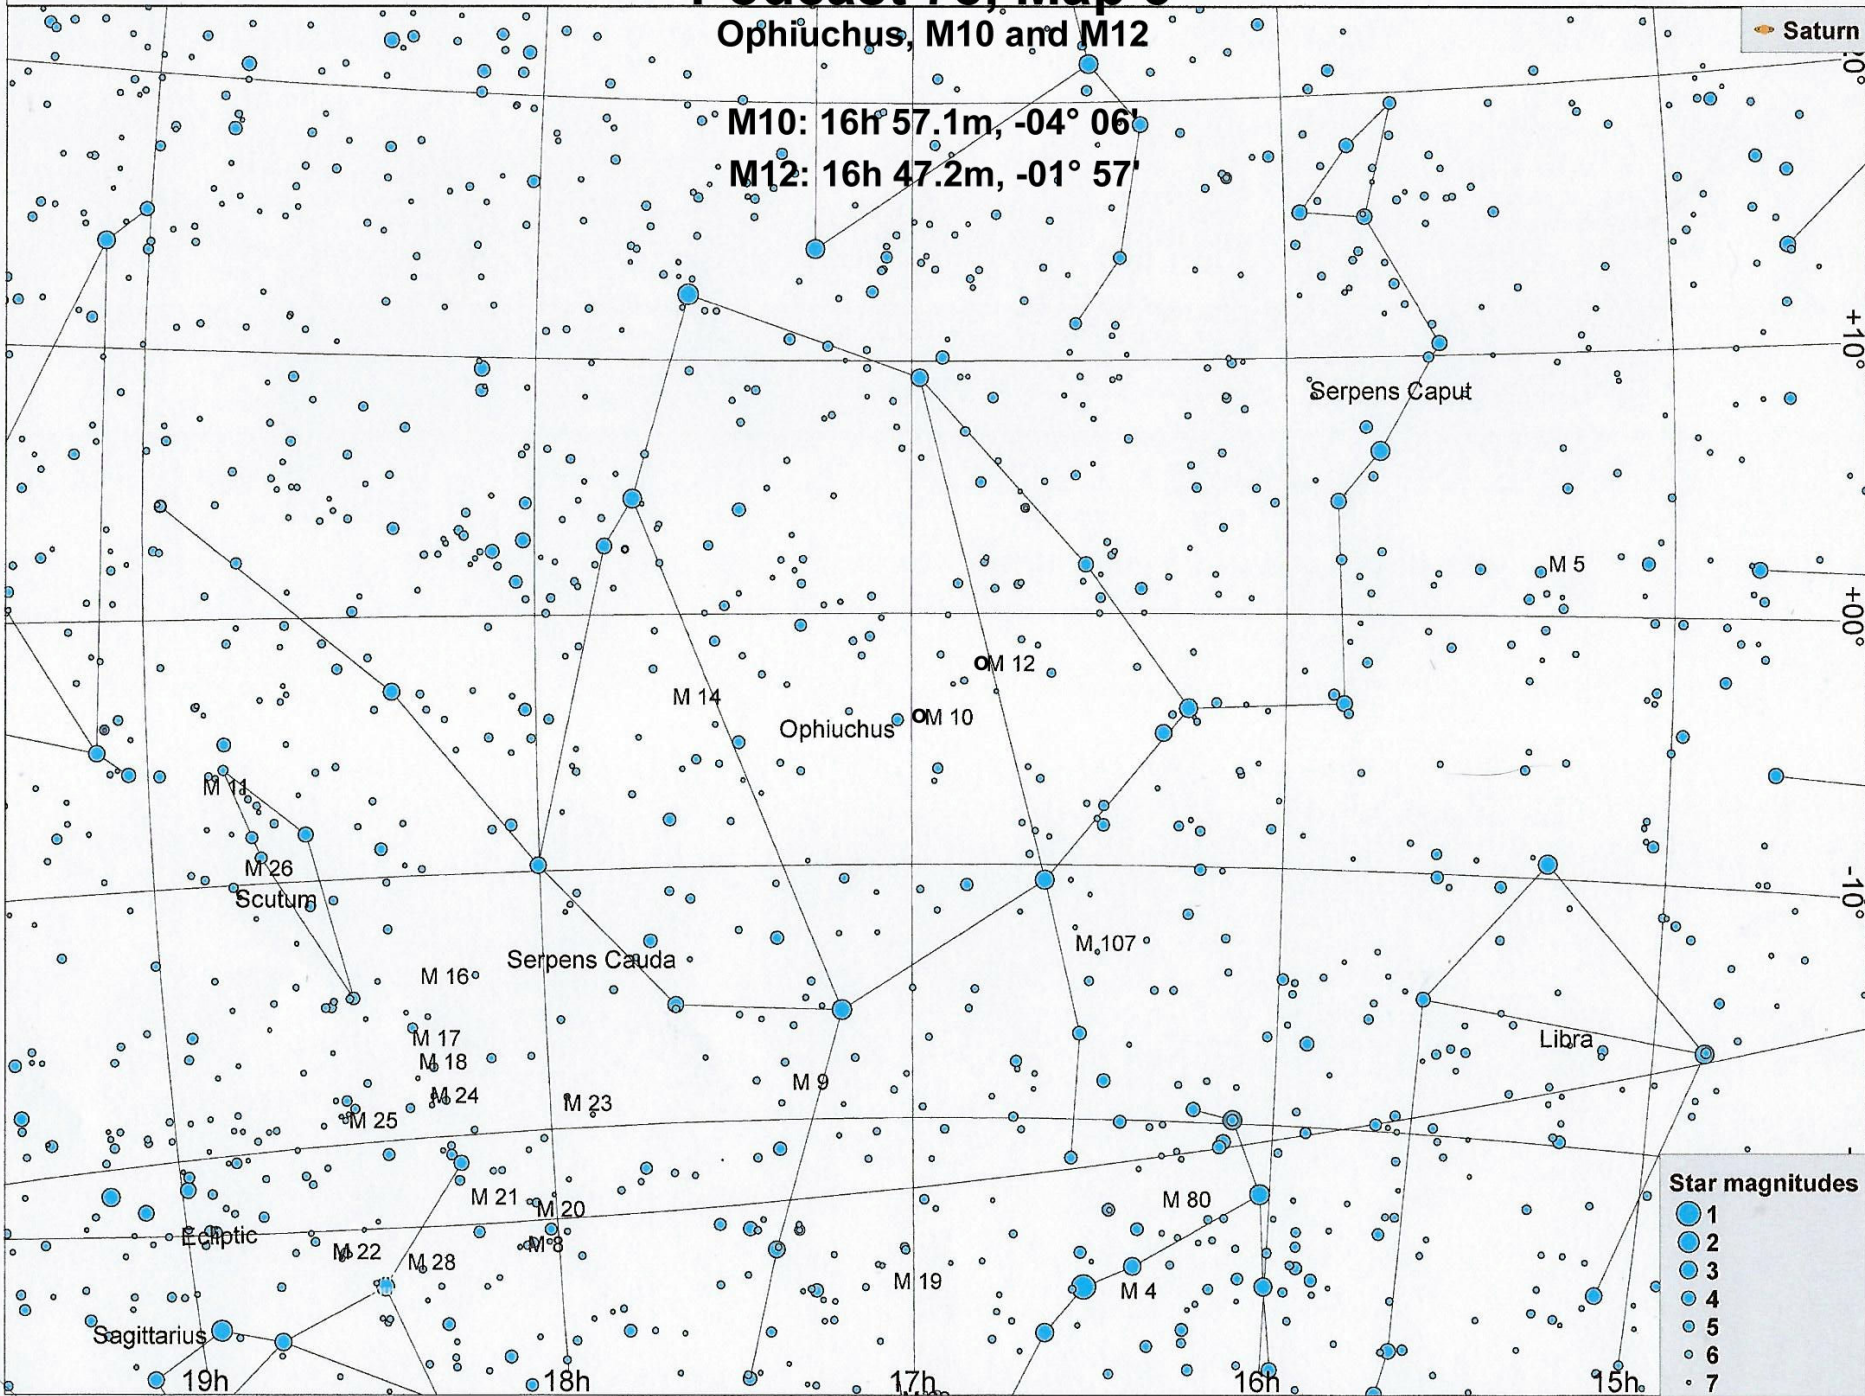 Podcast
Map
Ophiuchus, M10 and M12
Saturn
M10: 16h 57.1m, -04° 06'
M12: 16h 47.2m, -01° 57'
+10°
Serpens Caput
M 5
+00°
M 12
M 14
M 10
Ophiuchus
M 11
M 26
Scutum
-10°
M 107
Serpens Cauda
M 16
M 17
Libra
M 18
M 9
M 24
M 23
M 25
Star magnitudes
M 21
M 80
M 20
1
Ecliptic
2
M 8
M 22
M 28
3
M 19
M 4
4
Sagittarius
5
6
19h
18h
17h
16h
15h
7